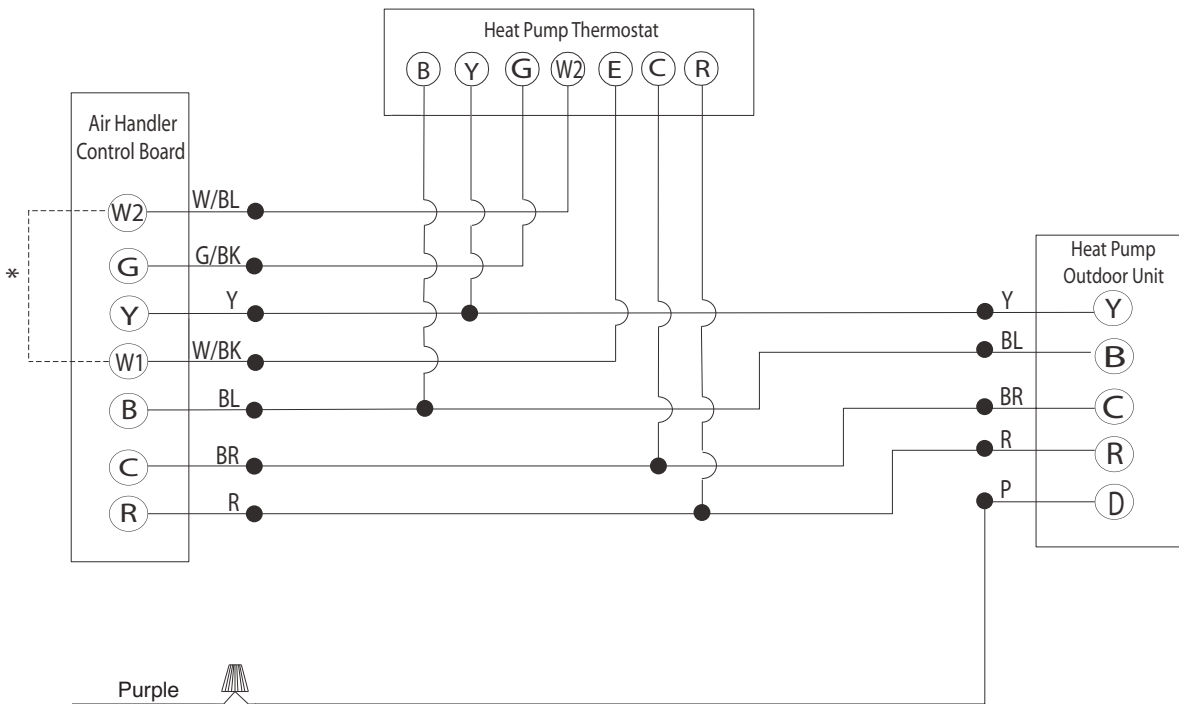 Heat Pump Thermostat
B Y G W2 E C R
Air Handler
Control Board
W2 W/BL
G G/BK
Y Y
W1 W/BK
B BL
C BR
R R
*
Heat Pump
Outdoor Unit
Y Y
BL B
BR C
R R
P D
Purple